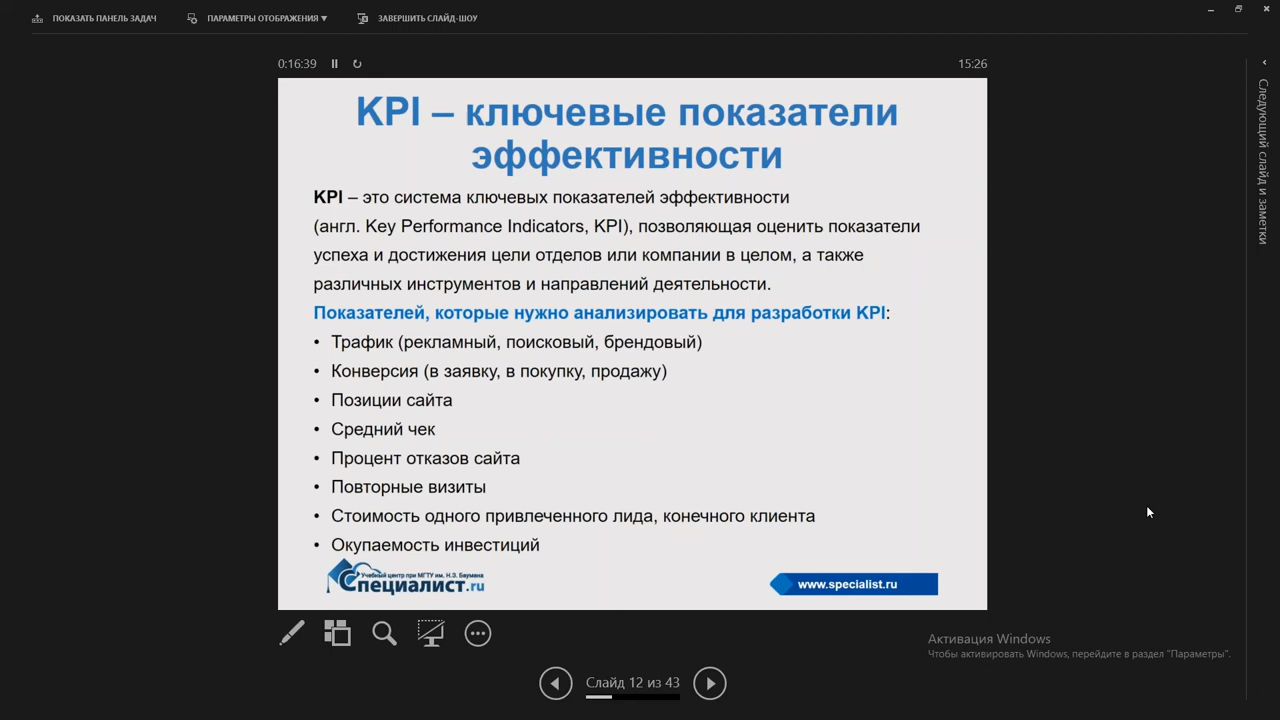 ПОКАЗАТЬ ПАНЕЛЬ ЗАДАЧ
ПАРАМЕТРЫ ОТОБРАЖЕНИЯ ▼
ЗАВЕРШИТЬ СЛАЙД-ШОУ
0:16:39
15:26
KPI – ключевые показатели
эффективности
KPI – это система ключевых показателей эффективности
(англ. Key Performance Indicators, KPI), позволяющая оценить показатели
успеха и достижения цели отделов или компании в целом, а также
различных инструментов и направлений деятельности.
Показателей, которые нужно анализировать для разработки KPI:
• Трафик (рекламный, поисковый, брендовый)
• Конверсия (в заявку, в покупку, продажу)
• Позиции сайта
• Средний чек
• Процент отказов сайта
• Повторные визиты
• Стоимость одного привлеченного лида, конечного клиента
• Окупаемость инвестиций
Учебный центр при МГТУ им. Н.Э. Баумана
Специалист.ru
www.specialist.ru
Следующий слайд и заметки
Активация Windows
Чтобы активировать Windows, перейдите в раздел "Параметры".
Слайд 12 из 43